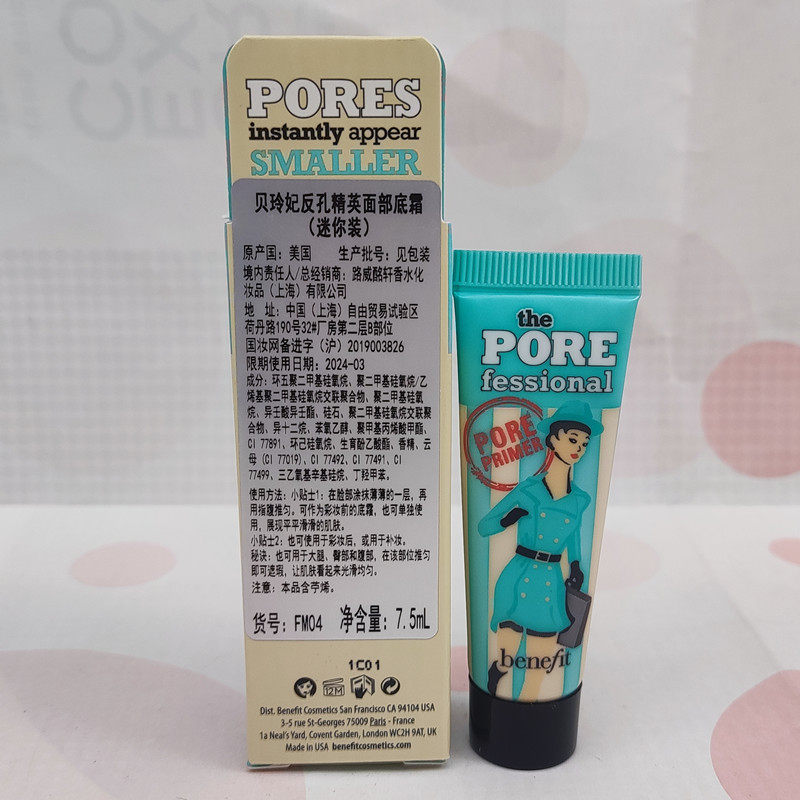 PORES
instantly appear
SMALLER
贝玲妃反孔精英面部底霜
（迷你装）
原产国：美国 生产批号：见包装
境内责任人/总经销商：路威酩轩香水化
妆品（上海）有限公司
地 址：中国（上海）自由贸易试验区
荷丹路190号32#厂房第二层B部位
国妆网备进字（沪）2019003826
限期使用日期：2024-03
成分：环五聚二甲基硅氧烷、聚二甲基硅氧烷/乙
烯基聚二甲基硅氧烷交联聚合物、聚二甲基硅氧
烷、异壬酸异壬酯、硅石、聚二甲基硅氧烷交联聚
合物、异十二烷、苯氧乙醇、聚甲基丙烯酸甲酯、
CI 77891、环己硅氧烷、生育酚乙酸酯、香精、云
母（CI 77019）、CI 77492、CI 77491、CI
77499、三乙氧基辛基硅烷、丁羟甲苯。
使用方法：小贴士1：在脸部涂抹薄薄的一层，再
用指腹推匀。可作为彩妆前的底霜，也可单独使
用，展现平平滑滑的肌肤。
小贴士2：也可使用于彩妆后，或用于补妆。
秘诀：也可用于大腿、臀部和腹部，在该部位推匀
即可遮瑕，让肌肤看起来光滑均匀。
注意：本品含苧烯。
货号：FM04 净含量：7.5mL
1C01
12M
Dist. Benefit Cosmetics San Francisco CA 94104 USA
3-5 rue St-Georges 75009 Paris - France
1a Neal's Yard, Covent Garden, London WC2H 9AT, UK
Made in USA benefitcosmetics.com
the
PORE
fessional
PORE
PRIMER
benefit